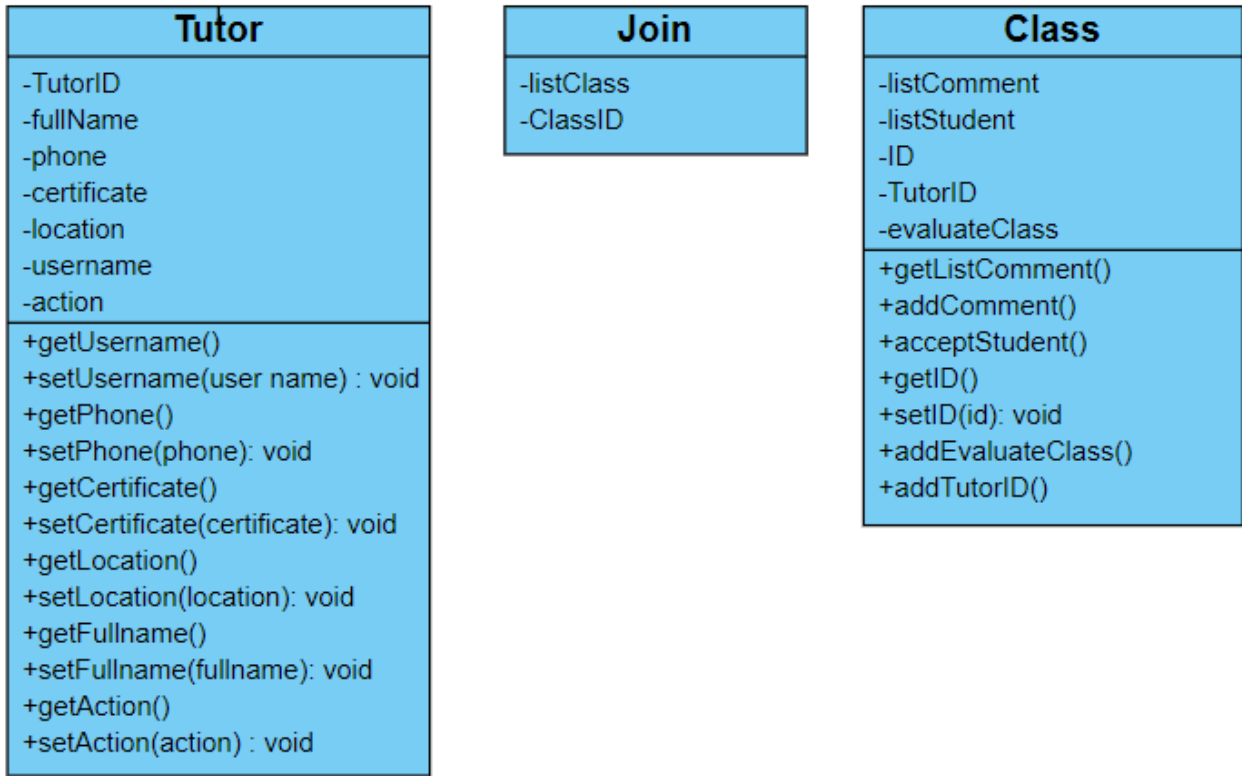 Tutor
-TutorID
-fullName
-phone
-certificate
-location
-username
-action
+getUsername()
+setUsername(user name) : void
+getPhone()
+setPhone(phone): void
+getCertificate()
+setCertificate(certificate): void
+getLocation()
+setLocation(location): void
+getFullname()
+setFullname(fullname): void
+getAction()
+setAction(action) : void
Join
-listClass
-ClassID
Class
-listComment
-listStudent
-ID
-TutorID
-evaluateClass
+getListComment()
+addComment()
+acceptStudent()
+getID()
+setID(id): void
+addEvaluateClass()
+addTutorID()